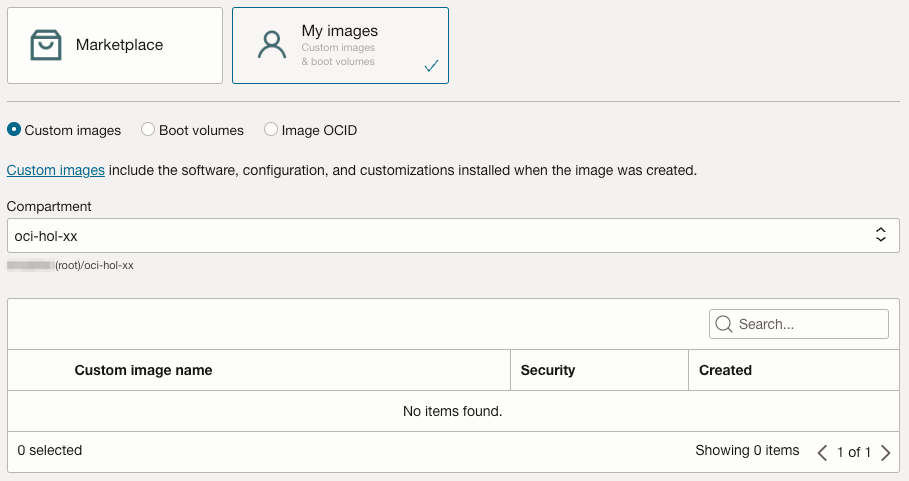 Marketplace
My images
Custom images
& boot volumes
Custom images Boot volumes Image OCID
Custom images include the software, configuration, and customizations installed when the image was created.
Compartment
oci-hol-xx
(root)/oci-hol-xx
Search...
Custom image name Security Created
No items found.
0 selected Showing 0 items 1 of 1